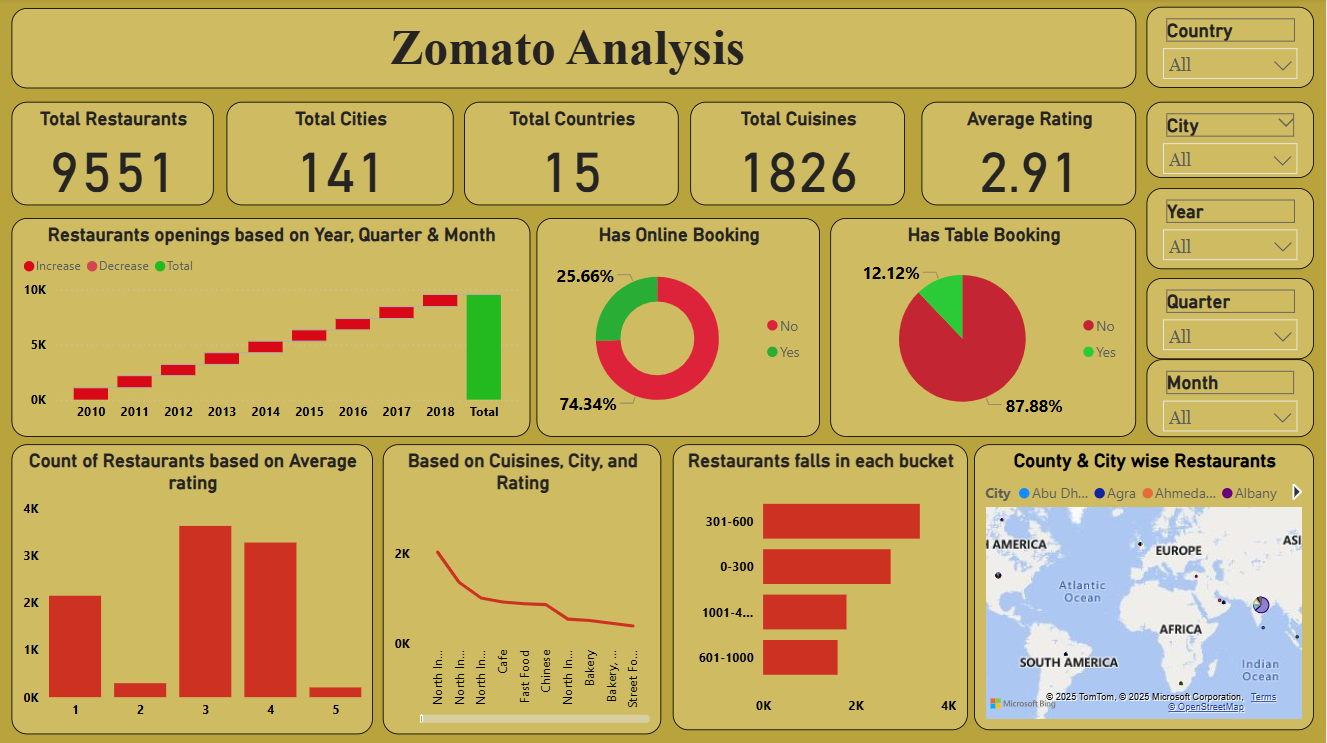 Zomato Analysis
Country
All
Total Restaurants
9551
Total Cities
141
Total Countries
15
Total Cuisines
1826
Average Rating
2.91
City
All
Year
All
Quarter
All
Month
All
Restaurants openings based on Year, Quarter & Month
Increase Decrease Total
10K
5K
0K
2010 2011 2012 2013 2014 2015 2016 2017 2018 Total
Has Online Booking
25.66%
74.34%
No
Yes
Has Table Booking
12.12%
87.88%
No
Yes
Count of Restaurants based on Average
rating
4K
3K
2K
1K
0K
1 2 3 4 5
Based on Cuisines, City, and
Rating
2K
0K
North In...
North In...
North In...
Cafe
Fast Food
Chinese
North In...
Bakery
Bakery, ...
Street Fo...
Restaurants falls in each bucket
301-600
0-300
1001-4...
601-1000
0K 2K 4K
County & City wise Restaurants
City Abu Dh... Agra Ahmeda... Albany
H AMERICA
EUROPE
ASI
Atlantic
Ocean
AFRICA
SOUTH AMERICA
Indian
Ocean
© 2025 TomTom, © 2025 Microsoft Corporation, Terms
© OpenStreetMap
Microsoft Bing